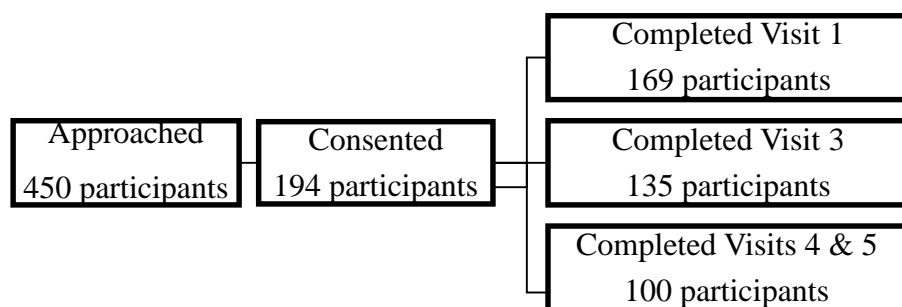 Approached
450 participants
Consented
194 participants
Completed Visit 1
169 participants
Completed Visit 3
135 participants
Completed Visits 4 & 5
100 participants